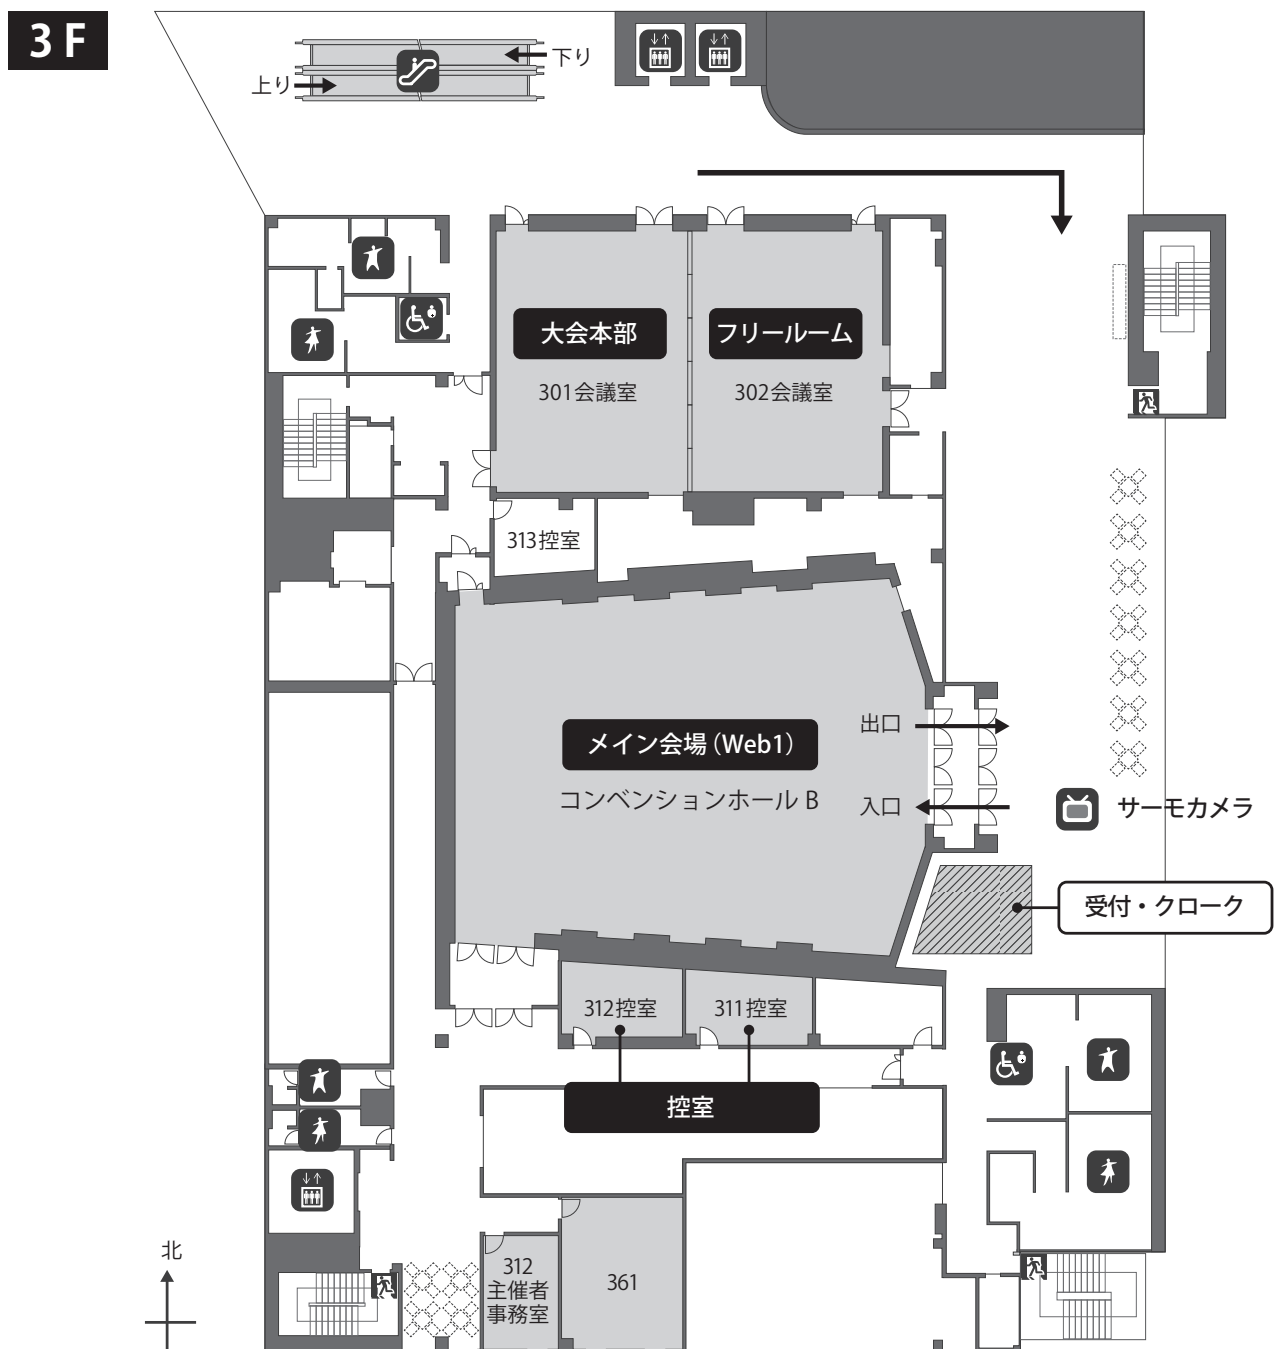 3F
下り
上り
大会本部
フリールーム
301会議室
302会議室
313控室
出口
メイン会場（Web1）
コンベンションホール B
入口
サーモカメラ
受付・クローク
312控室
311控室
控室
北
312
主催者
事務室
361